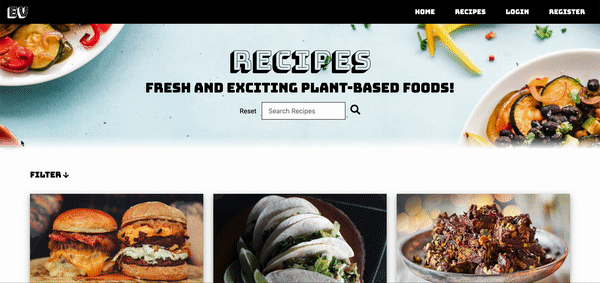 EV
HOME RECIPES LOGIN REGISTER
RECIPES
FRESH AND EXCITING PLANT-BASED FOODS!
Reset Search Recipes
FILTER